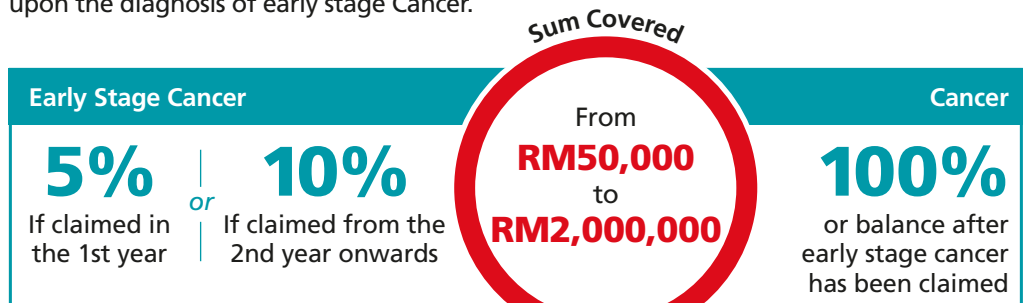 upon the diagnosis of early stage Cancer.
Sum Covered
Early Stage Cancer
5%
If claimed in
the 1st year
or
10%
If claimed from the
2nd year onwards
From
RM50,000
to
RM2,000,000
Cancer
100%
or balance after
early stage cancer
has been claimed